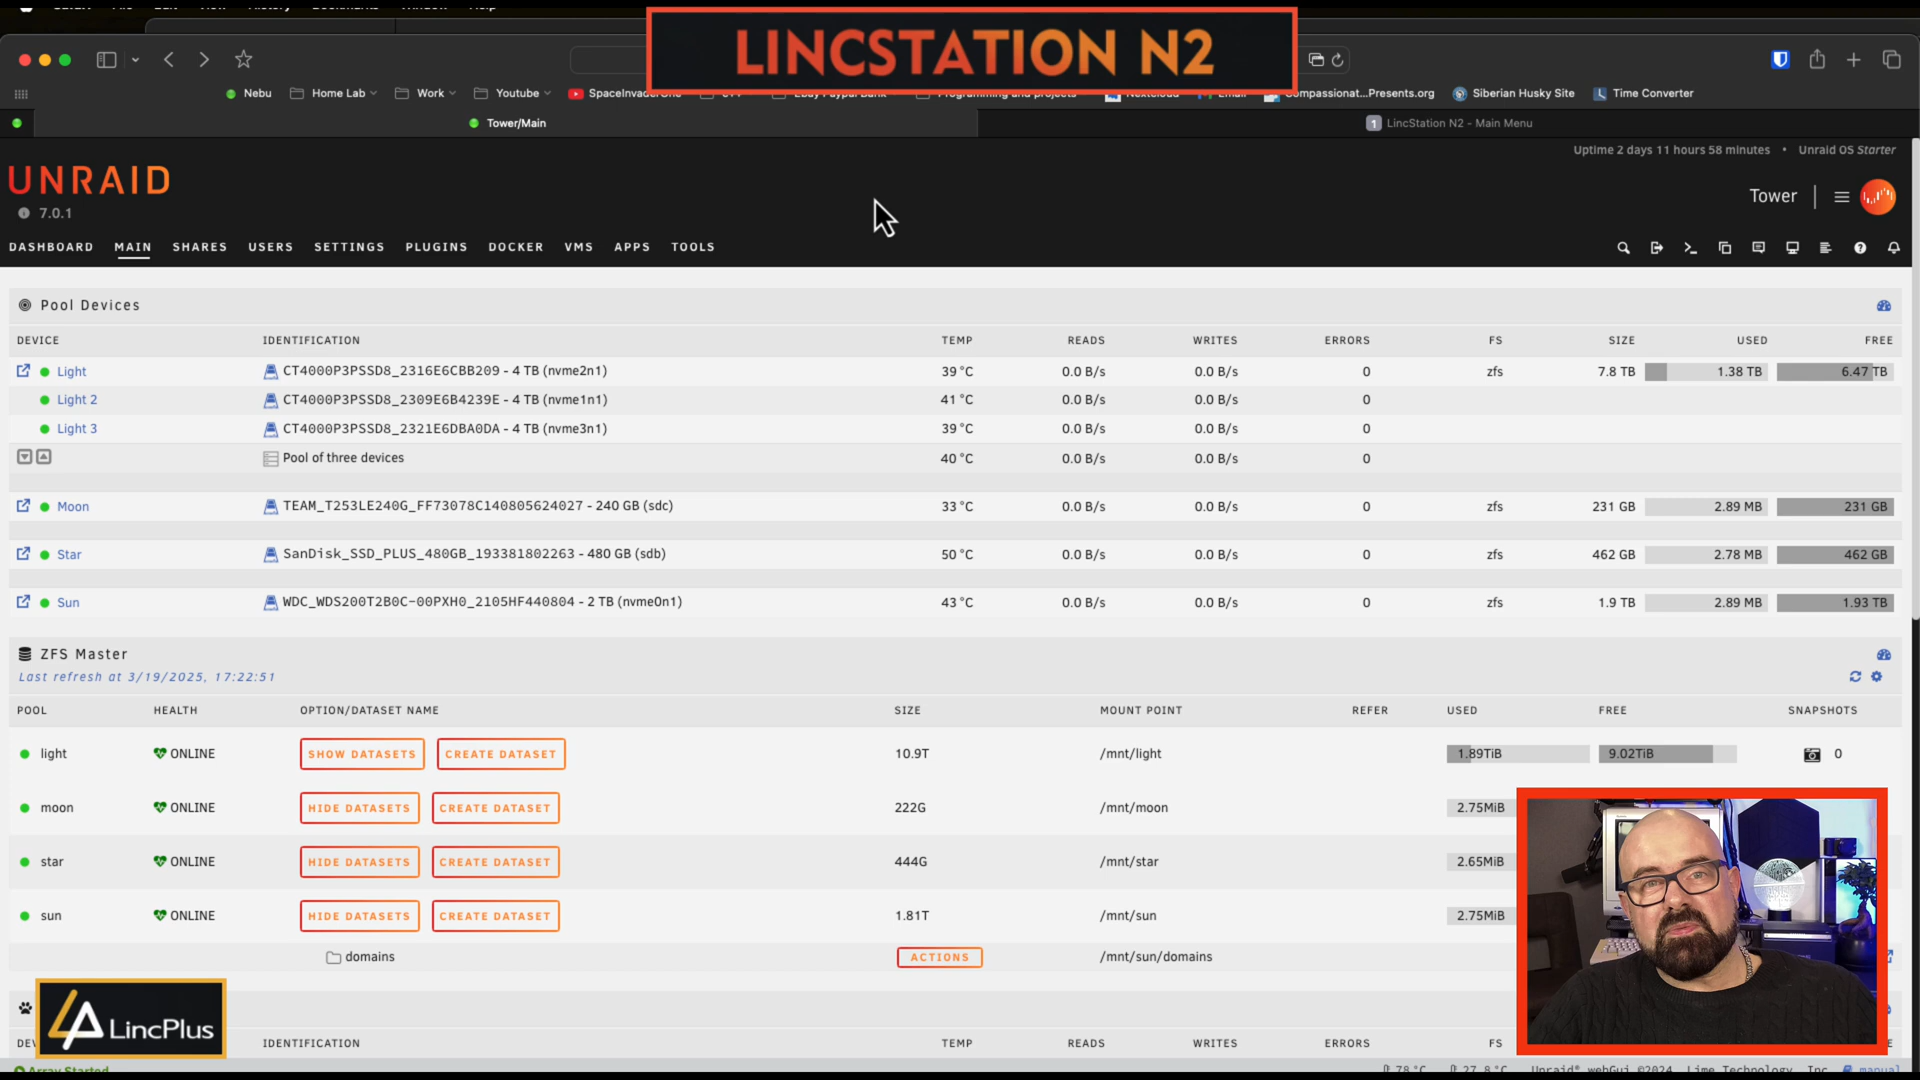 LINCSTATION N2
Nebu
Home Lab
Work
Youtube
Presents.org
Siberian Husky Site
Time Converter
Tower/Main
1 LincStation N2 - Main Menu
Uptime 2 days 11 hours 58 minutes • Unraid OS Starter
UNRAID
7.0.1
Tower
DASHBOARD MAIN SHARES USERS SETTINGS PLUGINS DOCKER VMS APPS TOOLS
Pool Devices
DEVICE IDENTIFICATION TEMP READS WRITES ERRORS FS SIZE USED FREE
Light CT4000P3PSSD8_2316E6CBB209 - 4 TB (nvme2n1) 39 °C 0.0 B/s 0.0 B/s 0 zfs 7.8 TB 1.38 TB 6.47 TB
Light 2 CT4000P3PSSD8_2309E6B4239E - 4 TB (nvme1n1) 41 °C 0.0 B/s 0.0 B/s 0
Light 3 CT4000P3PSSD8_2321E6DBA0DA - 4 TB (nvme3n1) 39 °C 0.0 B/s 0.0 B/s 0
Pool of three devices 40 °C 0.0 B/s 0.0 B/s 0
Moon TEAM_T253LE240G_FF73078C140805624027 - 240 GB (sdc) 33 °C 0.0 B/s 0.0 B/s 0 zfs 231 GB 2.89 MB 231 GB
Star SanDisk_SSD_PLUS_480GB_193381802263 - 480 GB (sdb) 50 °C 0.0 B/s 0.0 B/s 0 zfs 462 GB 2.78 MB 462 GB
Sun WDC_WDS200T2B0C-00PXH0_2105HF440804 - 2 TB (nvme0n1) 43 °C 0.0 B/s 0.0 B/s 0 zfs 1.9 TB 2.89 MB 1.93 TB
ZFS Master
Last refresh at 3/19/2025, 17:22:51
POOL HEALTH OPTION/DATASET NAME SIZE MOUNT POINT REFER USED FREE SNAPSHOTS
light ONLINE SHOW DATASETS CREATE DATASET 10.9T /mnt/light 1.89TiB 9.02TiB 0
moon ONLINE HIDE DATASETS CREATE DATASET 222G /mnt/moon 2.75MiB
star ONLINE HIDE DATASETS CREATE DATASET 444G /mnt/star 2.65MiB
sun ONLINE HIDE DATASETS CREATE DATASET 1.81T /mnt/sun 2.75MiB
domains ACTIONS /mnt/sun/domains
LincPlus
IDENTIFICATION TEMP READS WRITES ERRORS FS
Array Started